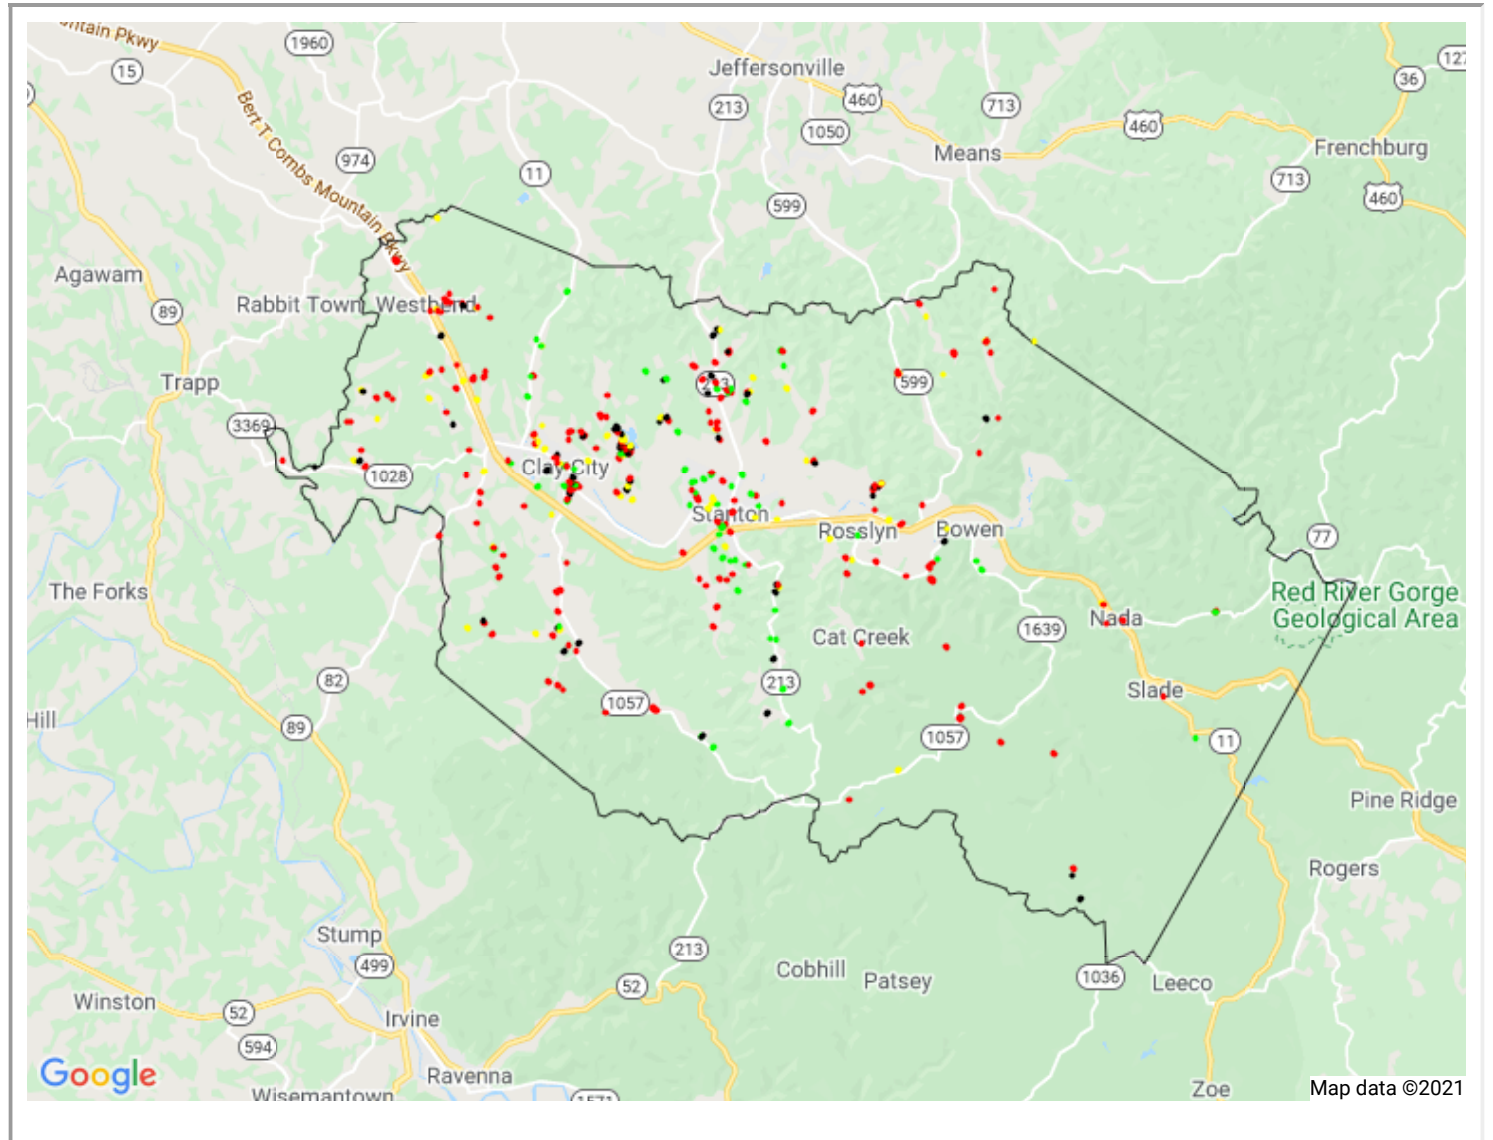 ntain Pkwy
1960
15
Bert T Combs Mountain Pkwy
974
11
Jeffersonville
213
460
1050
713
Means
460
36
127
Frenchburg
713
460
599
Agawam
89
Rabbit Town
Westbend
Trapp
3369
1028
213
599
Clay City
Stanton
Rosslyn
Bowen
77
The Forks
Red River Gorge
Geological Area
Nada
1639
Cat Creek
82
213
Slade
1057
Hill
89
1057
11
Pine Ridge
Rogers
Stump
499
213
Cobhill
Patsey
1036
Leeco
Winston
52
52
Irvine
594
Ravenna
Wisemantown
1571
Zoe
Google
Map data ©2021